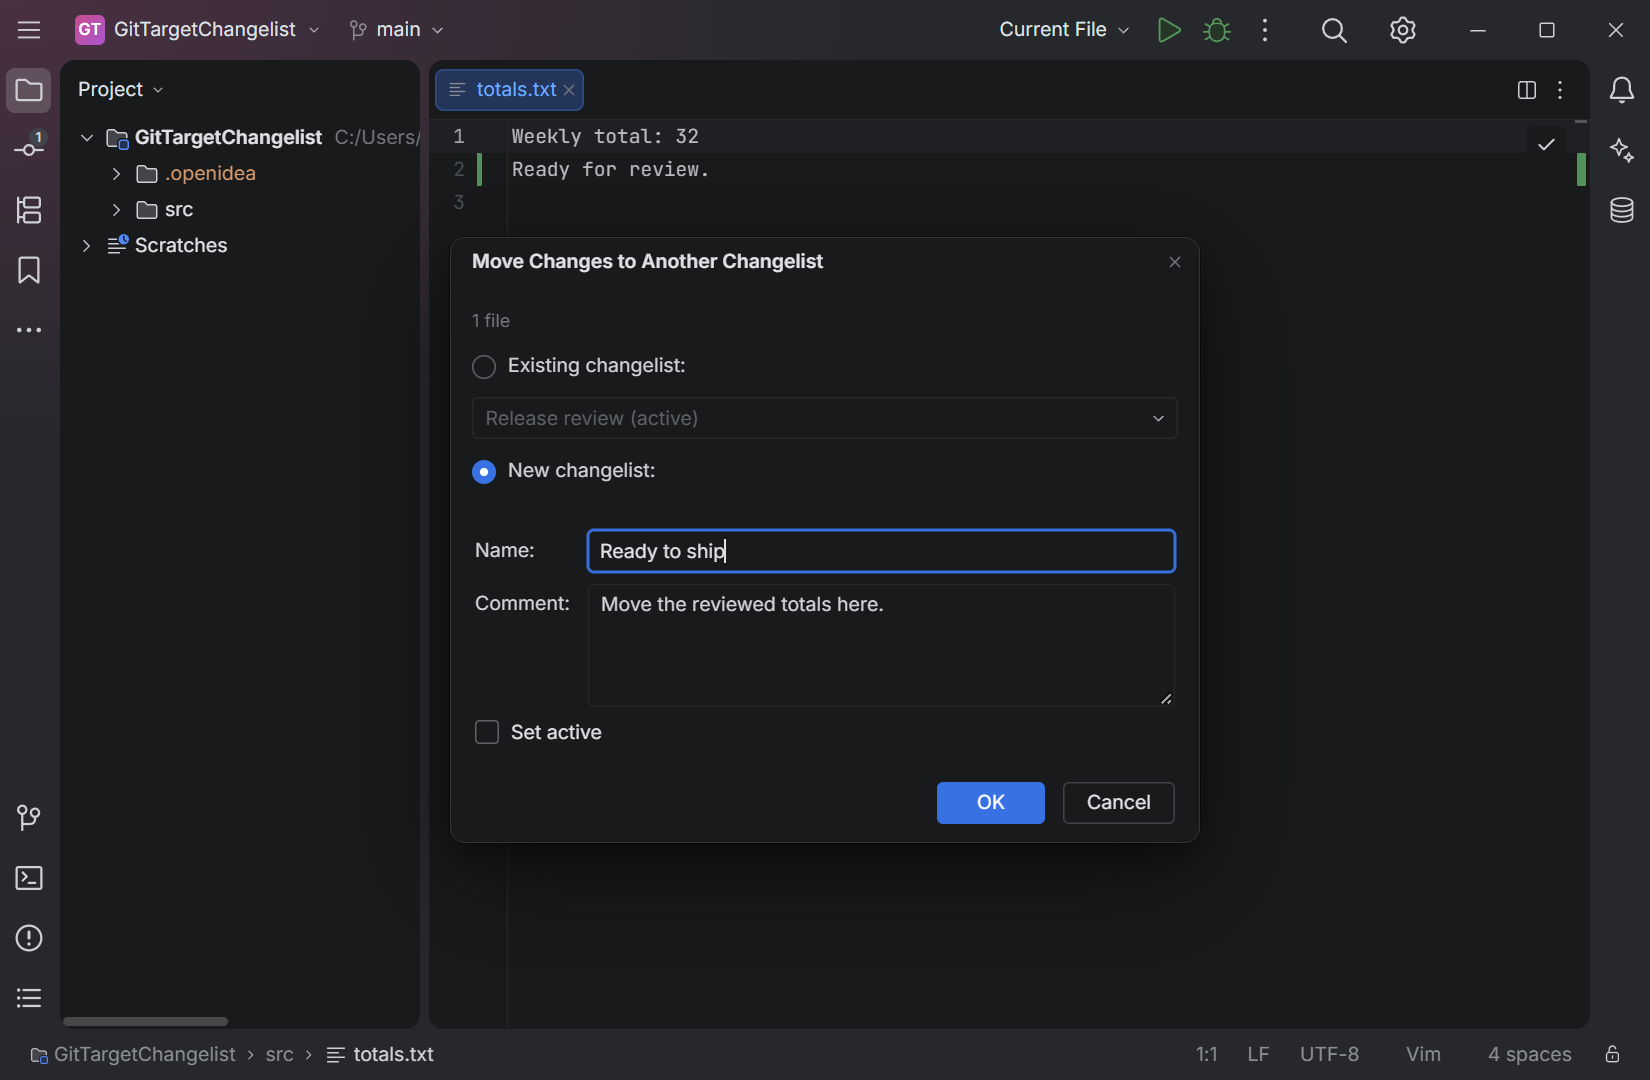 GT GitTargetChangelist main Current File
Project
totals.txt
1
GitTargetChangelist C:/Users/
.openidea
src
Scratches
1 Weekly total: 32
2 Ready for review.
3
Move Changes to Another Changelist
1 file
Existing changelist:
Release review (active)
New changelist:
Name: Ready to ship
Comment: Move the reviewed totals here.
Set active
OK Cancel
GitTargetChangelist › src › totals.txt 1:1 LF UTF-8 Vim 4 spaces